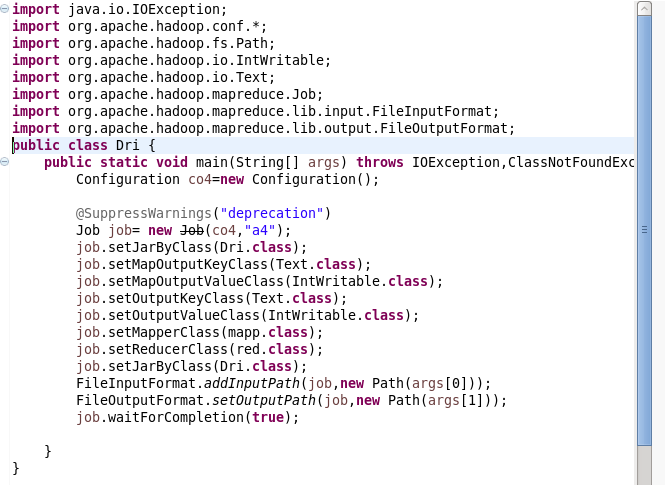 import java.io.IOException;
import org.apache.hadoop.conf.*;
import org.apache.hadoop.fs.Path;
import org.apache.hadoop.io.IntWritable;
import org.apache.hadoop.io.Text;
import org.apache.hadoop.mapreduce.Job;
import org.apache.hadoop.mapreduce.lib.input.FileInputFormat;
import org.apache.hadoop.mapreduce.lib.output.FileOutputFormat;
public class Dri {
    public static void main(String[] args) throws IOException,ClassNotFoundExc
        Configuration co4=new Configuration();

        @SuppressWarnings("deprecation")
        Job job= new Job(co4,"a4");
        job.setJarByClass(Dri.class);
        job.setMapOutputKeyClass(Text.class);
        job.setMapOutputValueClass(IntWritable.class);
        job.setOutputKeyClass(Text.class);
        job.setOutputValueClass(IntWritable.class);
        job.setMapperClass(mapp.class);
        job.setReducerClass(red.class);
        job.setJarByClass(Dri.class);
        FileInputFormat.addInputPath(job,new Path(args[0]));
        FileOutputFormat.setOutputPath(job,new Path(args[1]));
        job.waitForCompletion(true);

    }
}